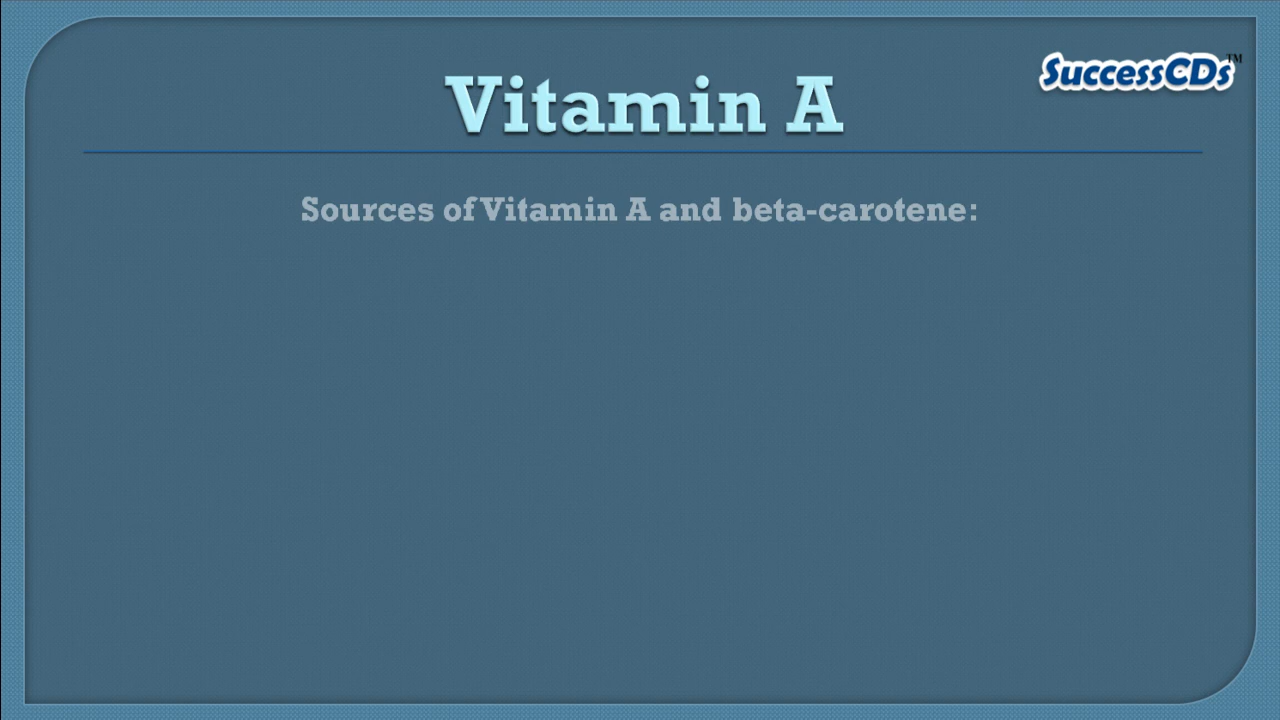 Vitamin A
SuccessCDs™
Sources of Vitamin A and beta-carotene: